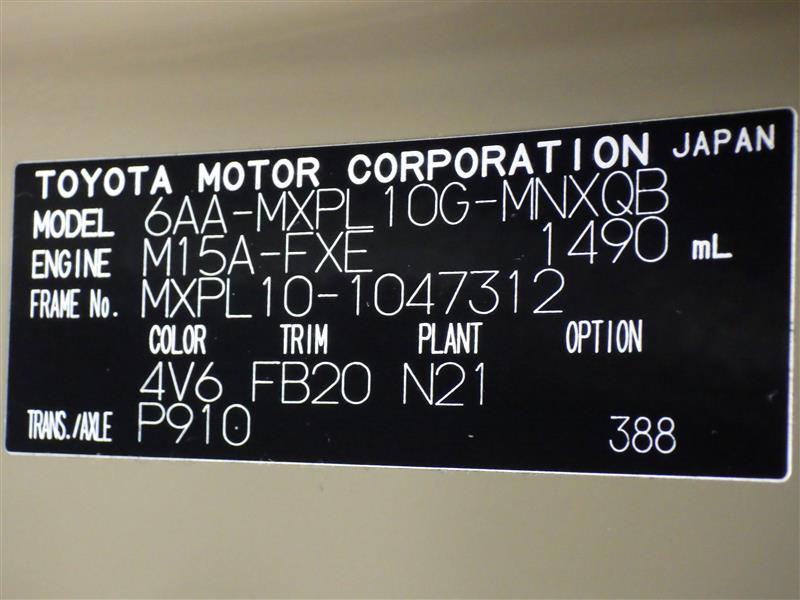 TOYOTA MOTOR CORPORATION JAPAN
MODEL 6AA-MXPL10G-MNXQB
ENGINE M15A-FXE 1490 mL
FRAME No. MXPL10-1047312
COLOR TRIM PLANT OPTION
4V6 FB20 N21
TRANS./AXLE P910 388